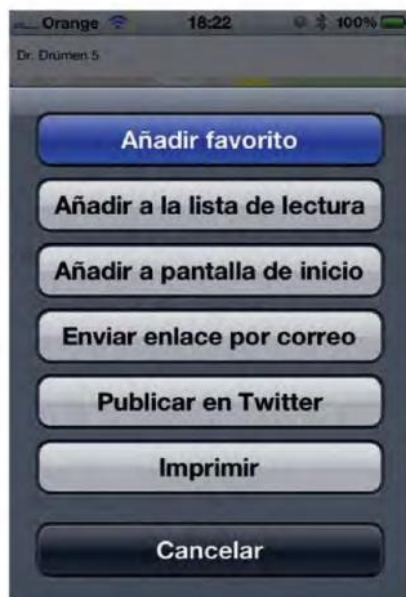 Orange 18:22 100%
Dr. Drumen 5
Añadir favorito
Añadir a la lista de lectura
Añadir a pantalla de inicio
Enviar enlace por correo
Publicar en Twitter
Imprimir
Cancelar